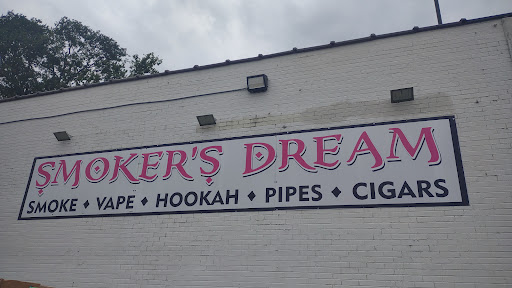 SMOKER'S DREAM
SMOKE ♦ VAPE ♦ HOOKAH ♦ PIPES ♦ CIGARS